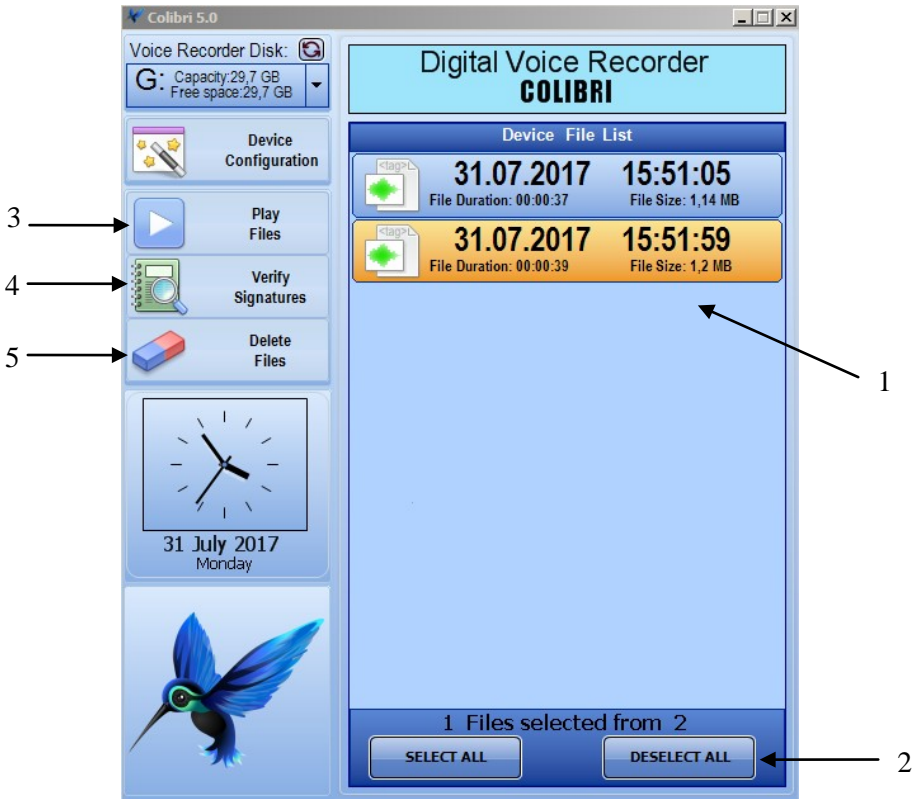 Colibri 5.0
Voice Recorder Disk:
G: Capacity:29,7 GB
Free space:29,7 GB
Device
Configuration
3
Play
Files
4
Verify
Signatures
5
Delete
Files
31 July 2017
Monday
Digital Voice Recorder
COLIBRI
Device File List
<tag>L
31.07.2017 15:51:05
File Duration: 00:00:37 File Size: 1,14 MB
<tag>L
31.07.2017 15:51:59
File Duration: 00:00:39 File Size: 1,2 MB
1
1 Files selected from 2
SELECT ALL DESELECT ALL
2